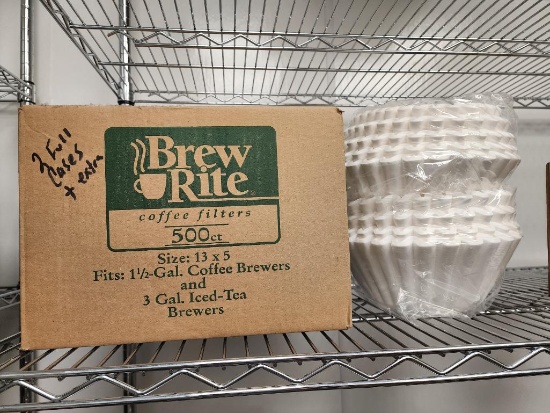 2 Full
Cases
+ extra
Brew
Rite
coffee filters
500ct
Size: 13 x 5
Fits: 1½-Gal. Coffee Brewers
and
3 Gal. Iced-Tea
Brewers